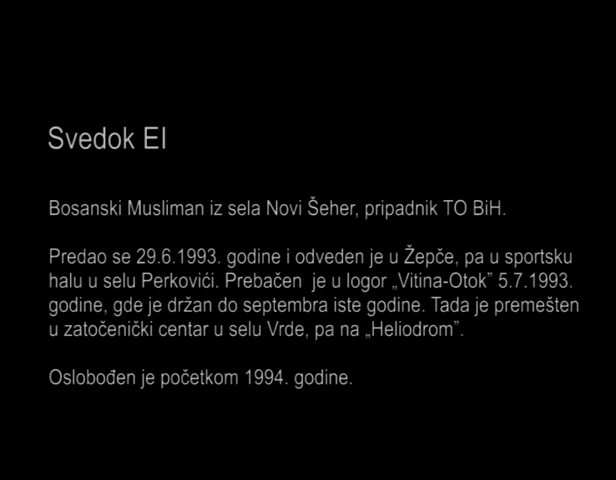 Svedok EI
Bosanski Musliman iz sela Novi Šeher, pripadnik TO BiH.
Predao se 29.6.1993. godine i odveden je u Žepče, pa u sportsku
halu u selu Perkovići. Prebačen je u logor „Vitina-Otok” 5.7.1993.
godine, gde je držan do septembra iste godine. Tada je premešten
u zatočenički centar u selu Vrde, pa na „Heliodrom”.
Oslobođen je početkom 1994. godine.